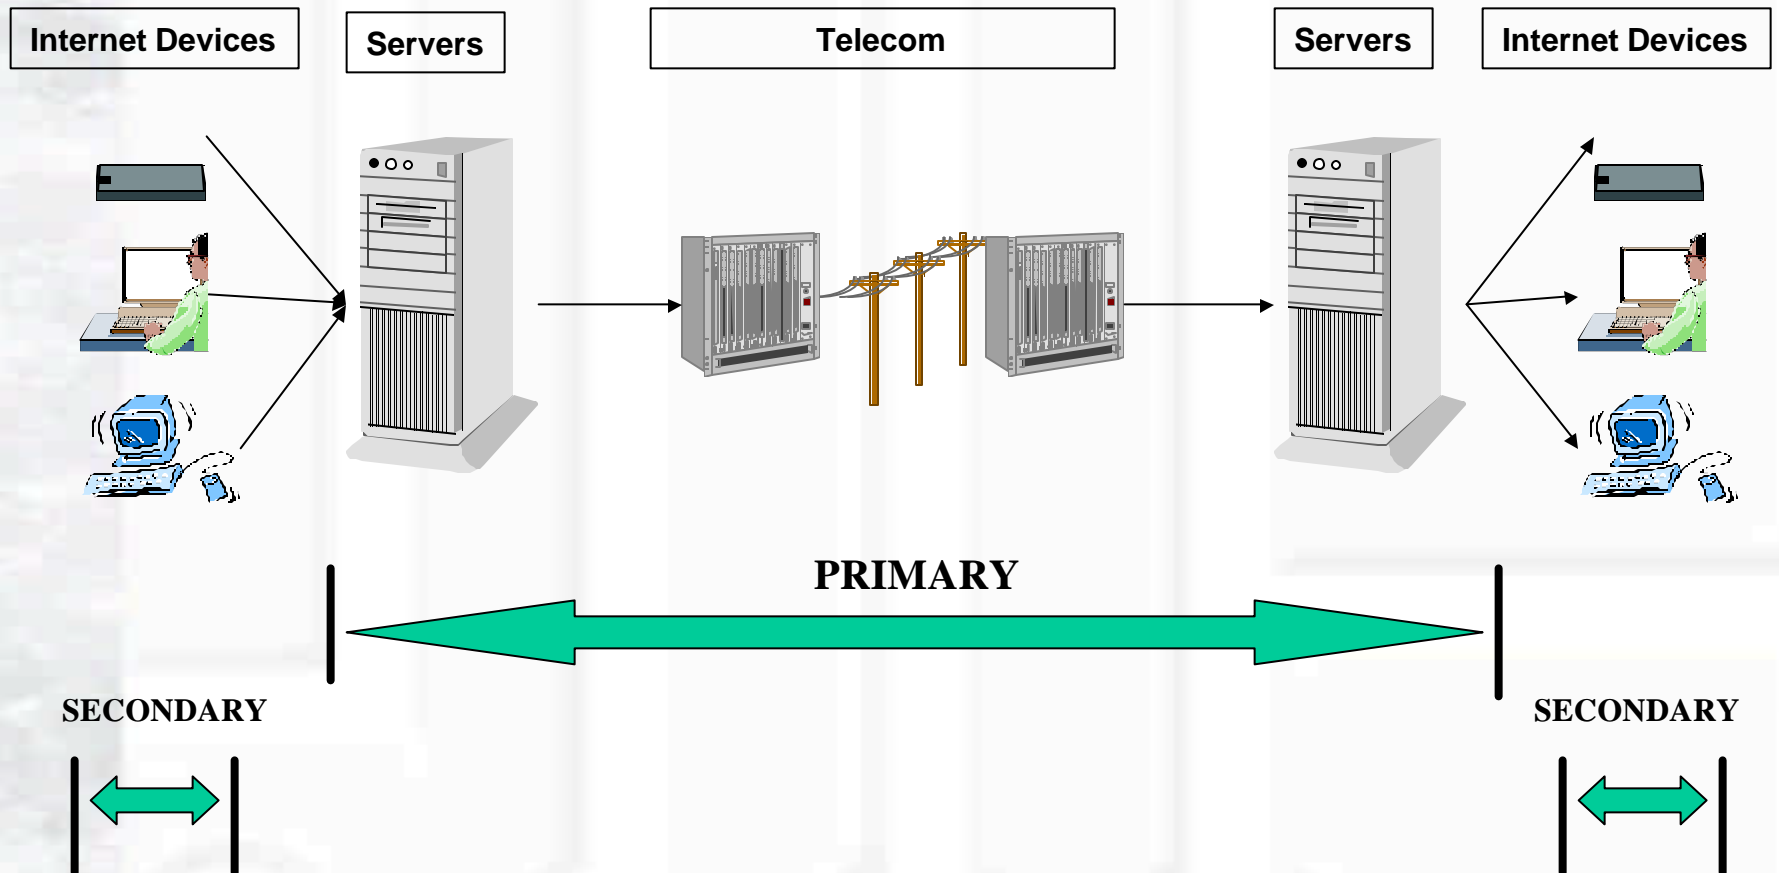 Internet Devices
Servers
Telecom
Servers
Internet Devices
PRIMARY
SECONDARY
SECONDARY